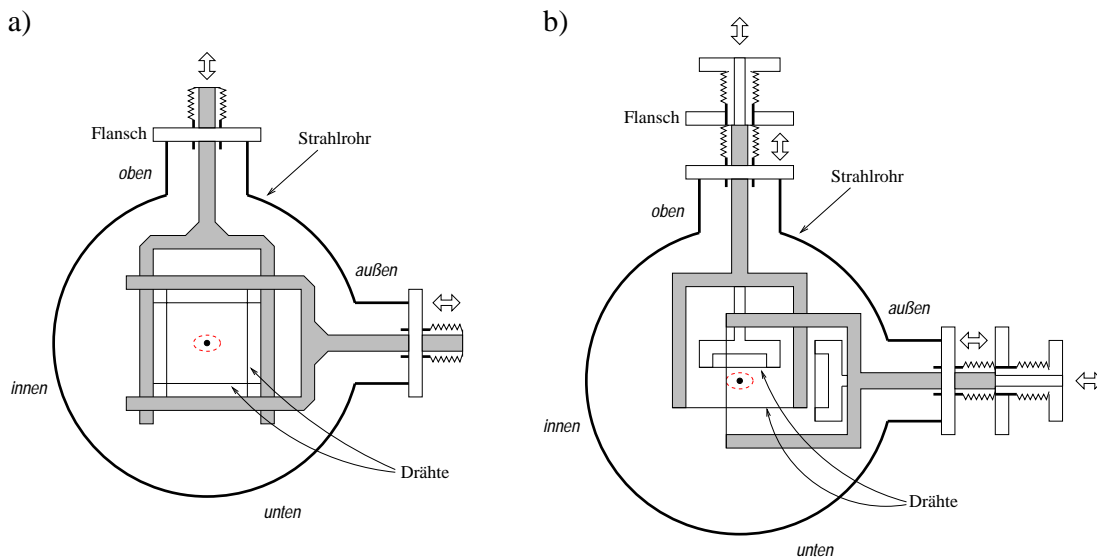 a)
Flansch
Strahlrohr
oben
außen
innen
Drähte
unten
b)
Flansch
Strahlrohr
oben
außen
innen
Drähte
unten